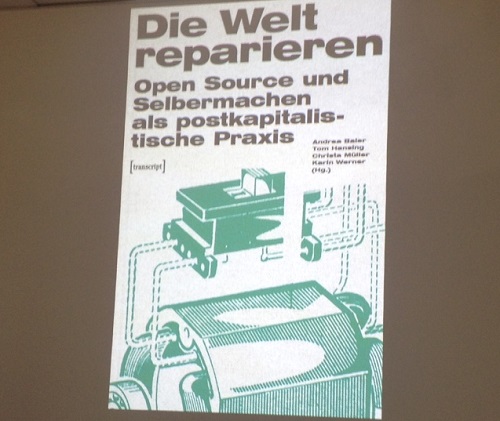 Die Welt
reparieren
Open Source und
Selbermachen
als postkapitalis-
tische Praxis
Andrea Baier
Tom Hansing
Christa Müller
Karin Werner
(Hg.)
[transcript]